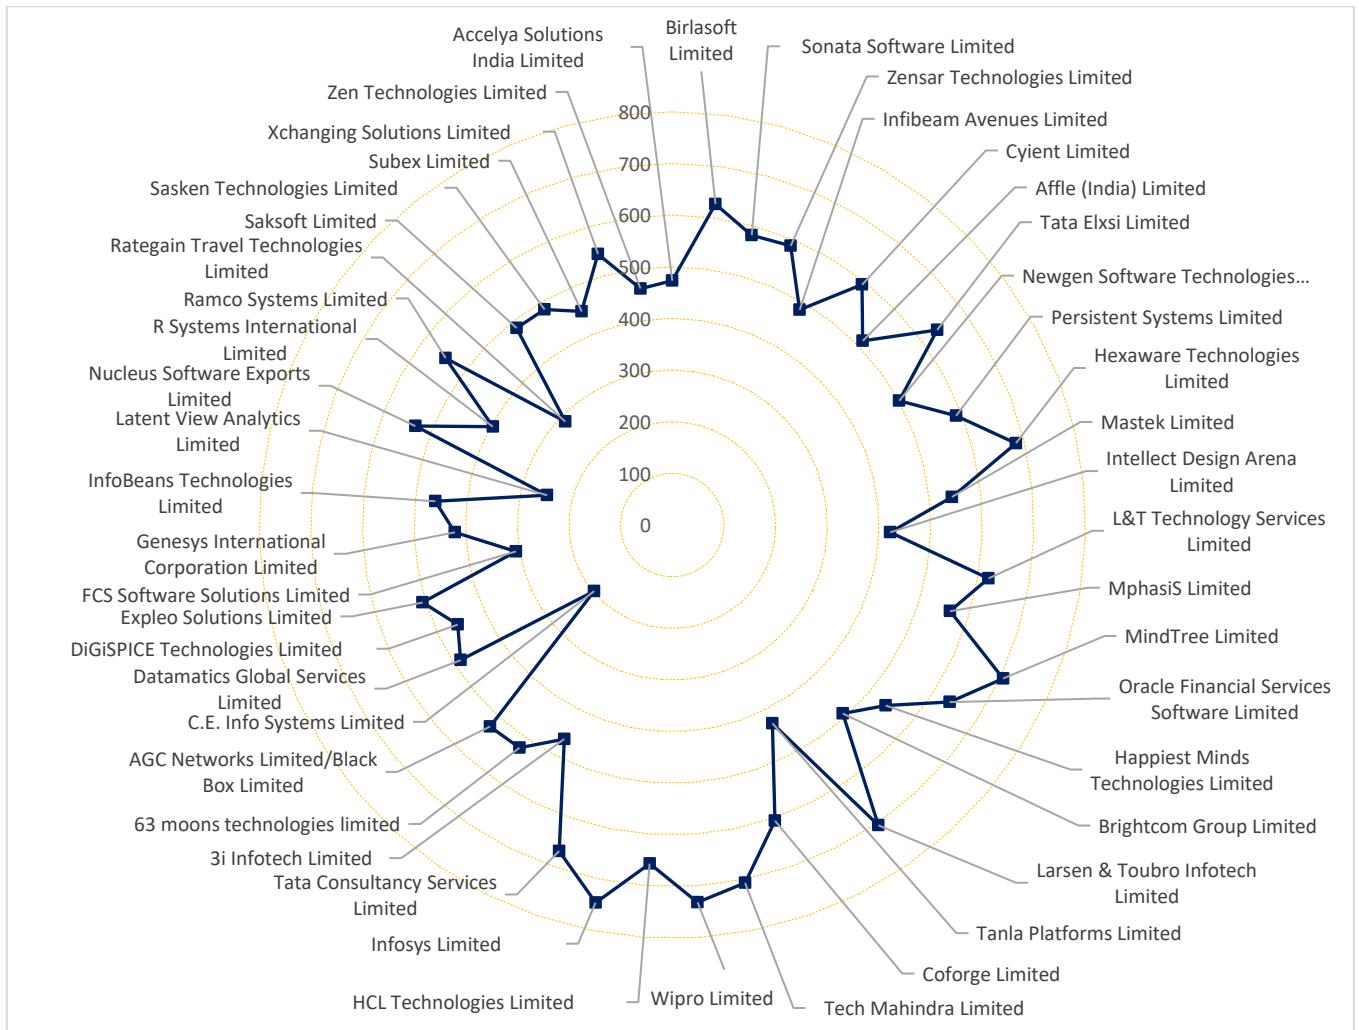 Accelya Solutions
India Limited
Birlasoft
Limited
Sonata Software Limited
Zensar Technologies Limited
Infibeam Avenues Limited
Cyient Limited
Affle (India) Limited
Tata Elxsi Limited
Newgen Software Technologies...
Persistent Systems Limited
Hexaware Technologies
Limited
Mastek Limited
Intellect Design Arena
Limited
L&T Technology Services
Limited
MphasiS Limited
MindTree Limited
Oracle Financial Services
Software Limited
Happiest Minds
Technologies Limited
Brightcom Group Limited
Larsen & Toubro Infotech
Limited
Tanla Platforms Limited
Coforge Limited
Tech Mahindra Limited
Wipro Limited
HCL Technologies Limited
Infosys Limited
Tata Consultancy Services
Limited
3i Infotech Limited
63 moons technologies limited
AGC Networks Limited/Black
Box Limited
C.E. Info Systems Limited
Datamatics Global Services
Limited
DiGiSPICE Technologies Limited
Expleo Solutions Limited
FCS Software Solutions Limited
Genesys International
Corporation Limited
InfoBeans Technologies
Limited
Latent View Analytics
Limited
Nucleus Software Exports
Limited
R Systems International
Limited
Ramco Systems Limited
Rategain Travel Technologies
Limited
Saksoft Limited
Sasken Technologies Limited
Subex Limited
Xchanging Solutions Limited
Zen Technologies Limited
800
700
600
500
400
300
200
100
0